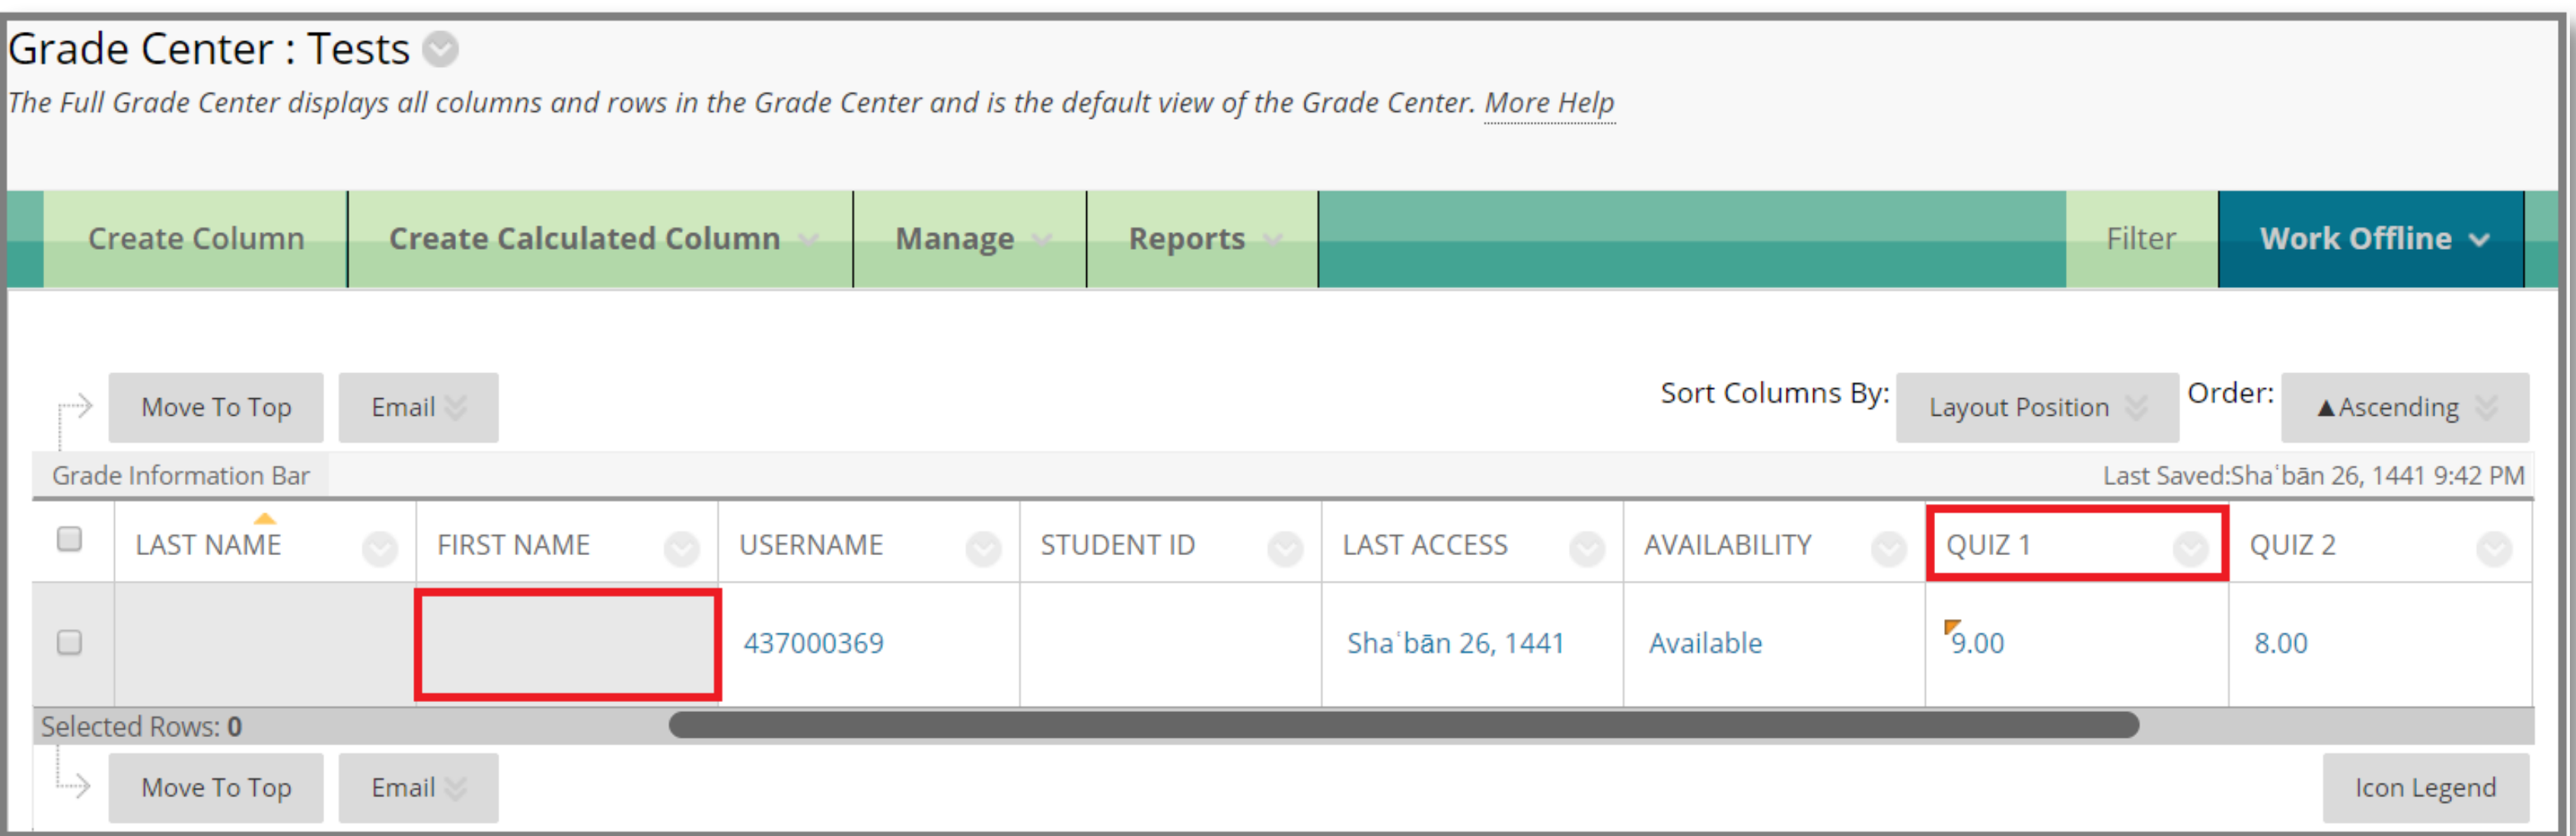 Grade Center : Tests
The Full Grade Center displays all columns and rows in the Grade Center and is the default view of the Grade Center. More Help
Create Column Create Calculated Column Manage Reports Filter Work Offline
Move To Top Email Sort Columns By: Layout Position Order: ▲Ascending
Grade Information Bar Last Saved:Shaʿbān 26, 1441 9:42 PM
LAST NAME FIRST NAME USERNAME STUDENT ID LAST ACCESS AVAILABILITY QUIZ 1 QUIZ 2
437000369 Shaʿbān 26, 1441 Available 9.00 8.00
Selected Rows: 0
Move To Top Email Icon Legend